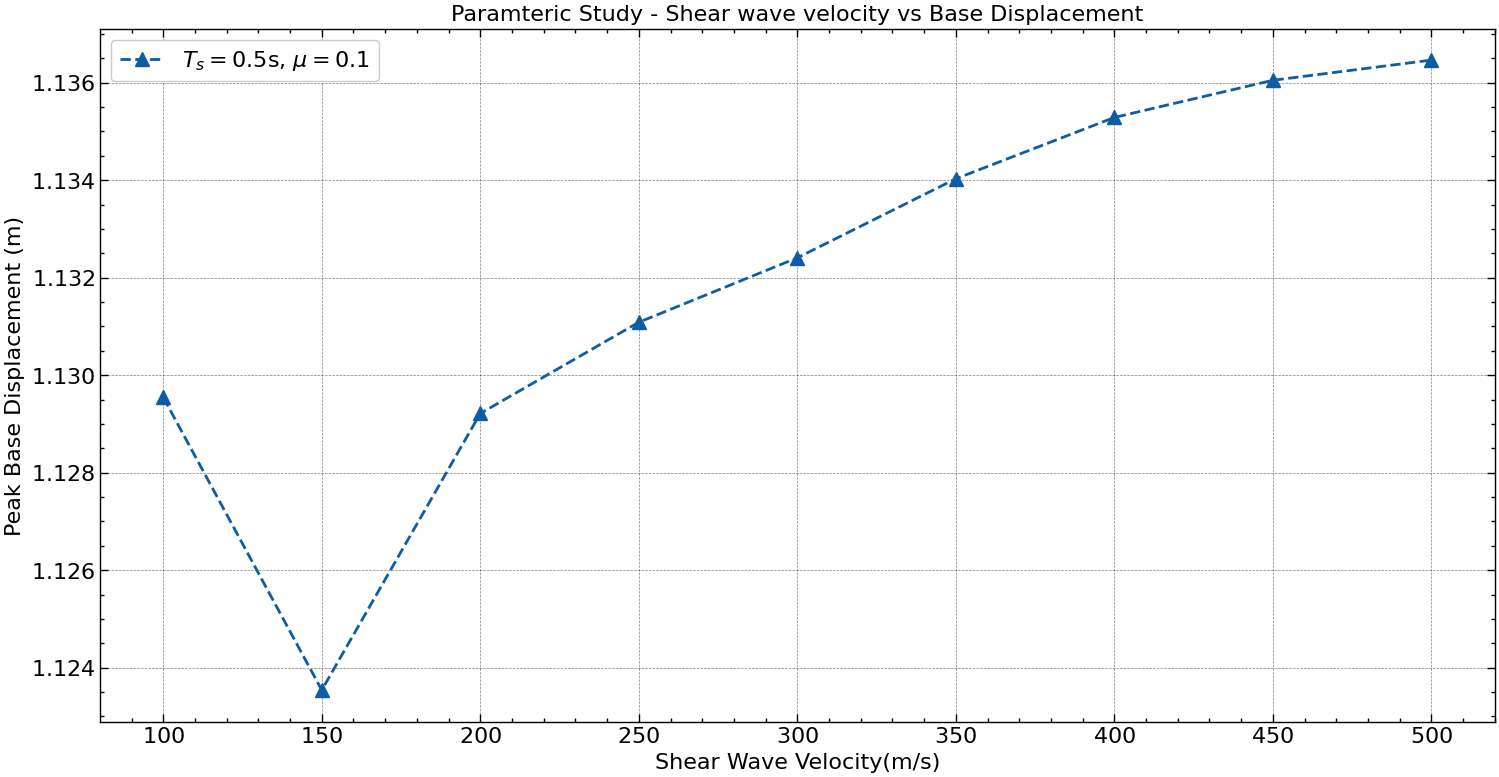 Paramteric Study - Shear wave velocity vs Base Displacement
T_s = 0.5s, μ = 0.1
1.136
1.134
1.132
1.130
1.128
1.126
1.124
Peak Base Displacement (m)
100 150 200 250 300 350 400 450 500
Shear Wave Velocity(m/s)